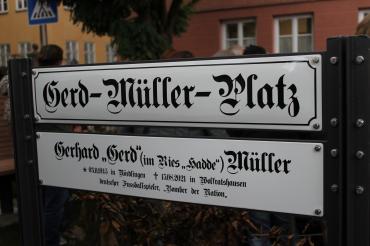 Gerd-Müller-Platz
Gerhard „Gerd“ (im Ries „Hadde“) Müller
* 03.11.1945 in Nördlingen † 15.08.2021 in Wolfratshausen
deutscher Fussballspieler, Bomber der Nation.